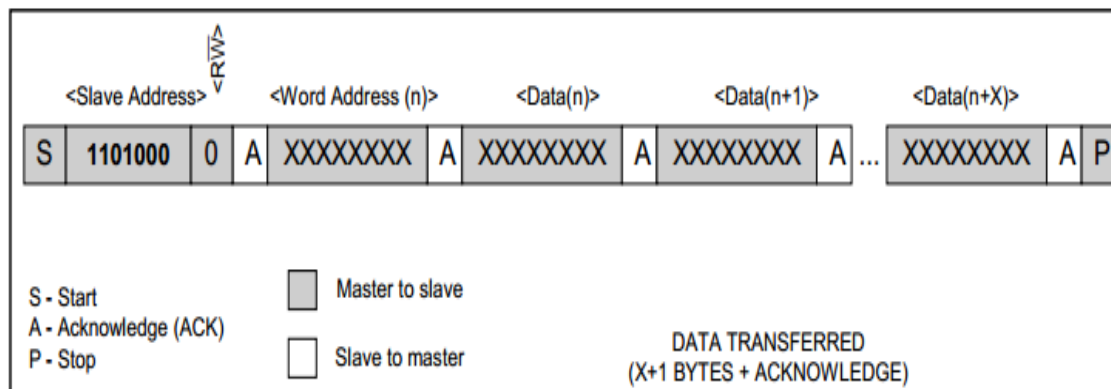 <RW̅>
<Slave Address> <Word Address (n)> <Data(n)> <Data(n+1)> <Data(n+X)>
S 1101000 0 A XXXXXXXX A XXXXXXXX A XXXXXXXX A ... XXXXXXXX A P
S - Start
A - Acknowledge (ACK)
P - Stop
Master to slave
Slave to master
DATA TRANSFERRED
(X+1 BYTES + ACKNOWLEDGE)